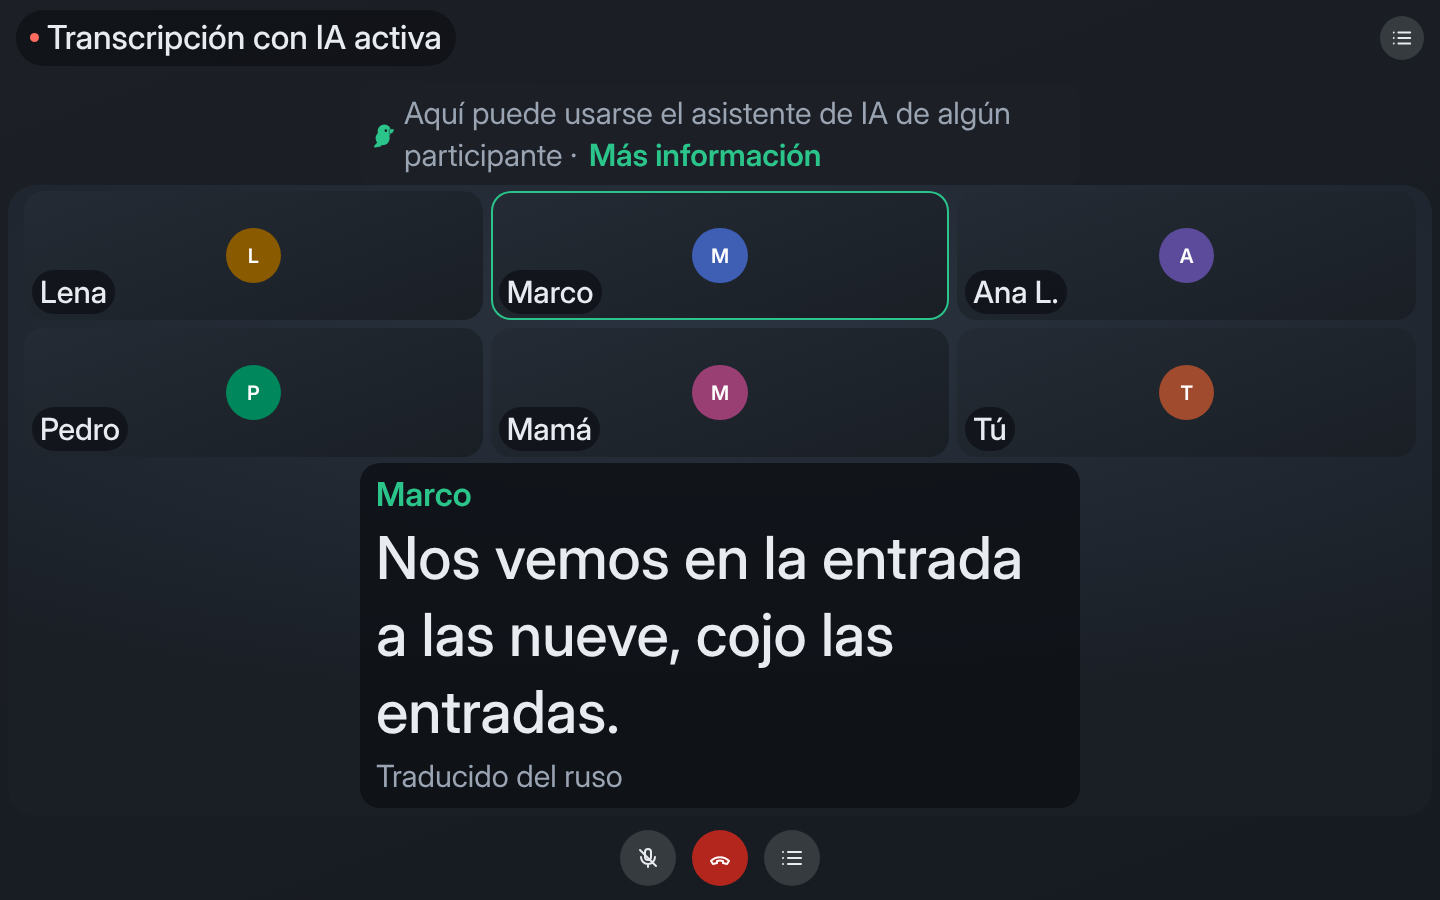 Transcripción con IA activa
Aquí puede usarse el asistente de IA de algún
participante · Más información
L
Lena
M
Marco
A
Ana L.
P
Pedro
M
Mamá
T
Tú
Marco
Nos vemos en la entrada
a las nueve, cojo las
entradas.
Traducido del ruso